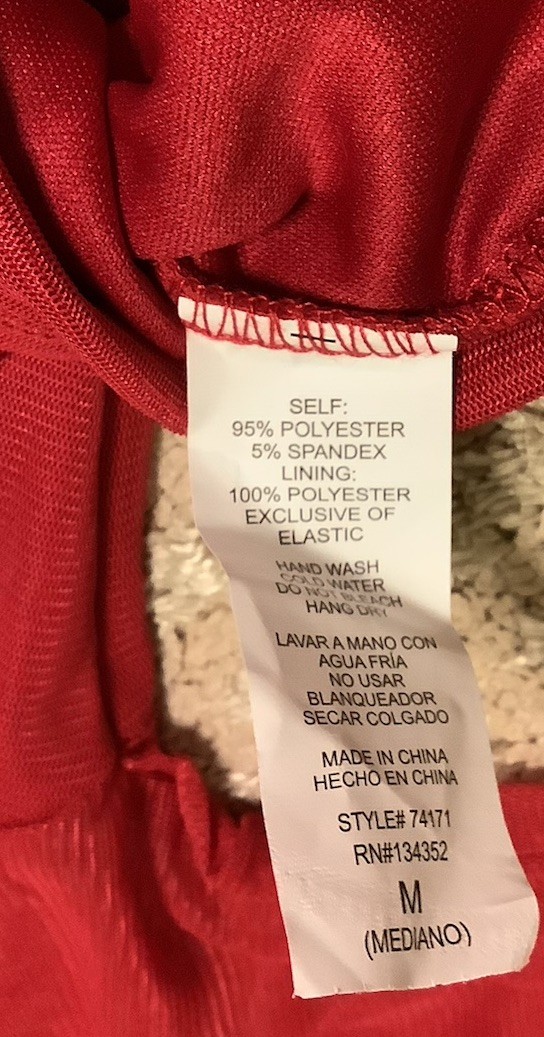 SELF:
95% POLYESTER
5% SPANDEX
LINING:
100% POLYESTER
EXCLUSIVE OF
ELASTIC
HAND WASH
COLD WATER
DO NOT BLEACH
HANG DRY
LAVAR A MANO CON
AGUA FRÍA
NO USAR
BLANQUEADOR
SECAR COLGADO
MADE IN CHINA
HECHO EN CHINA
STYLE# 74171
RN#134352
M
(MEDIANO)